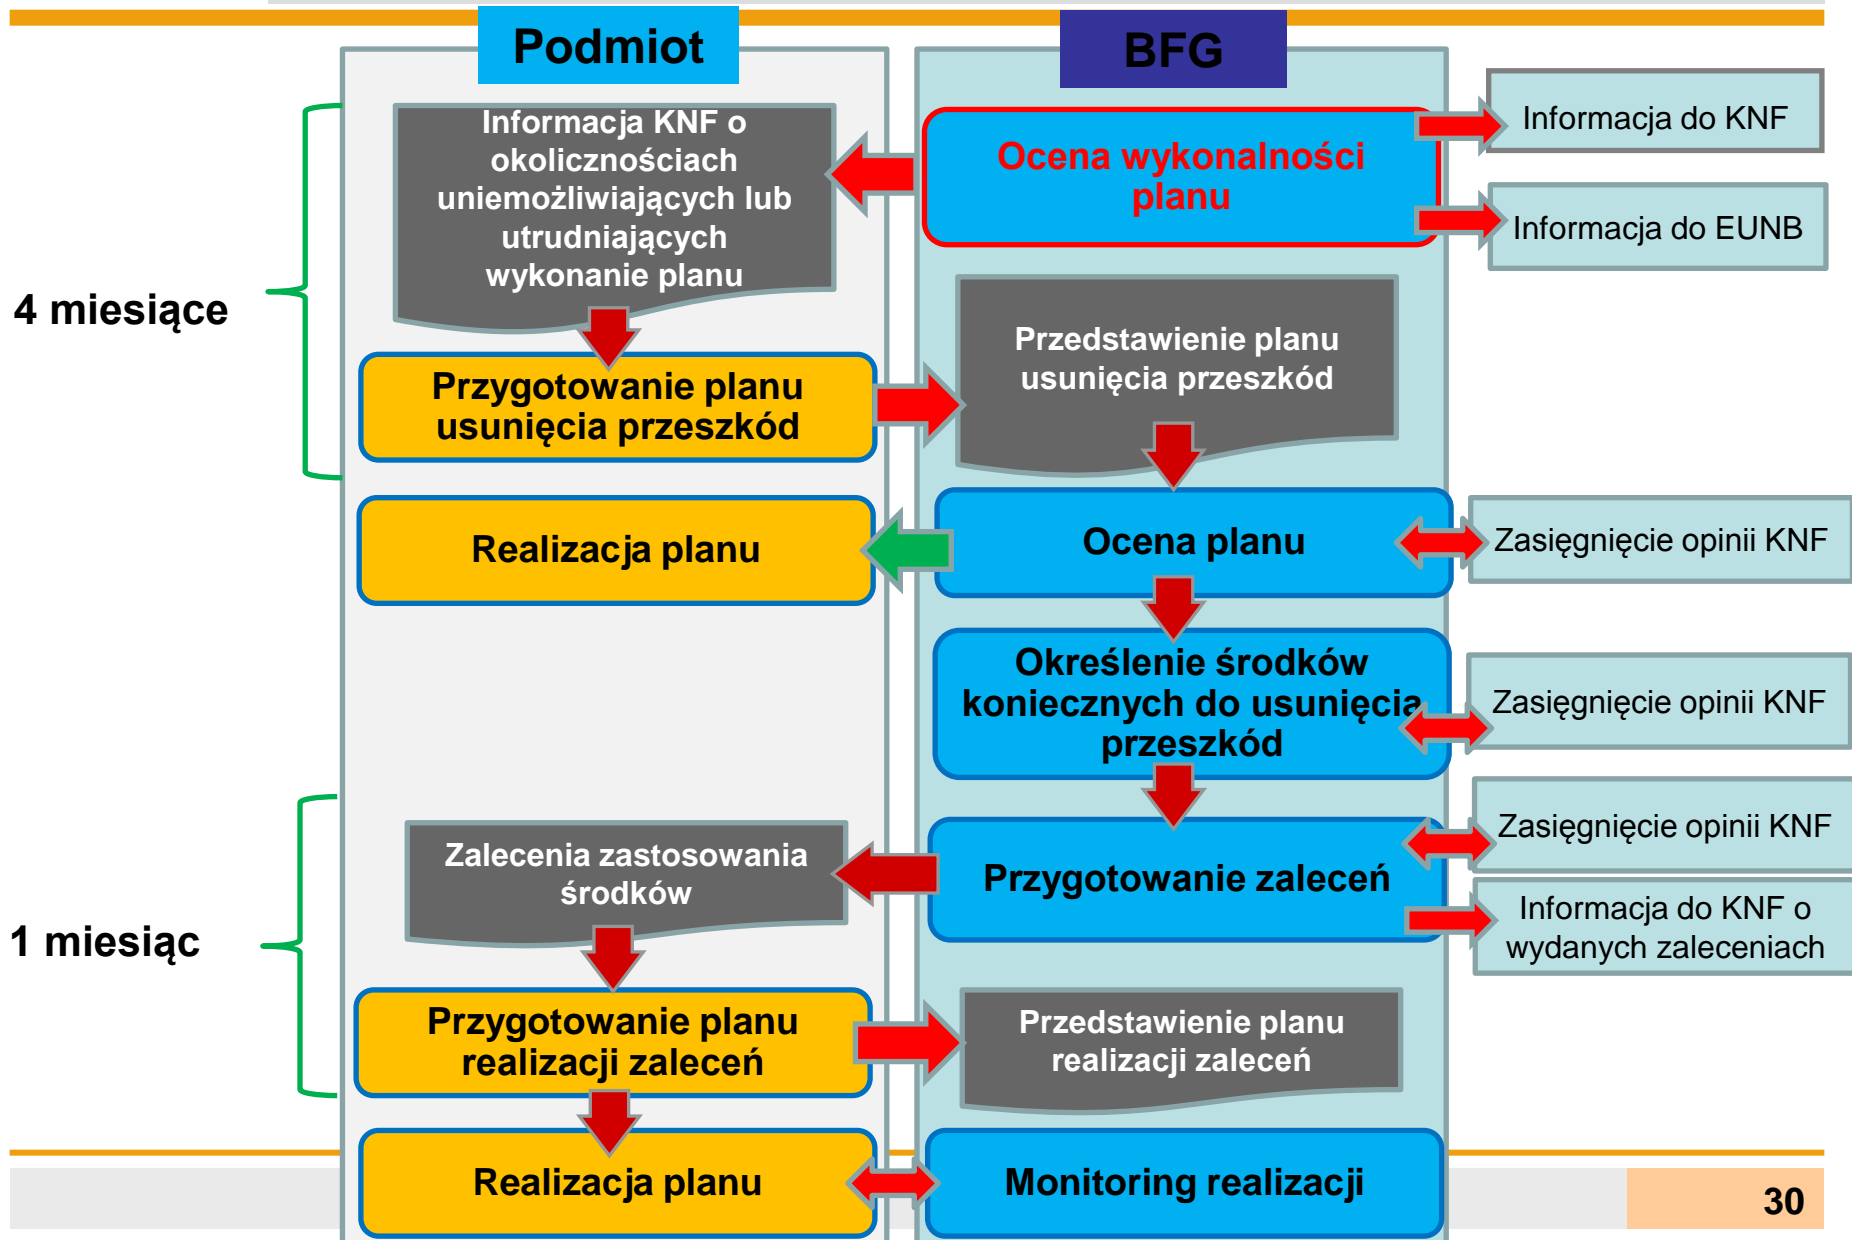 Podmiot
BFG
Informacja KNF o
okolicznościach
uniemożliwiających lub
utrudniających
wykonanie planu
Ocena wykonalności
planu
Informacja do KNF
Informacja do EUNB
4 miesiące
Przedstawienie planu
usunięcia przeszkód
Przygotowanie planu
usunięcia przeszkód
Realizacja planu
Ocena planu
Zasięgnięcie opinii KNF
Określenie środków
koniecznych do usunięcia
przeszkód
Zasięgnięcie opinii KNF
Zalecenia zastosowania
środków
Przygotowanie zaleceń
Zasięgnięcie opinii KNF
Informacja do KNF o
wydanych zaleceniach
1 miesiąc
Przygotowanie planu
realizacji zaleceń
Przedstawienie planu
realizacji zaleceń
Realizacja planu
Monitoring realizacji
30